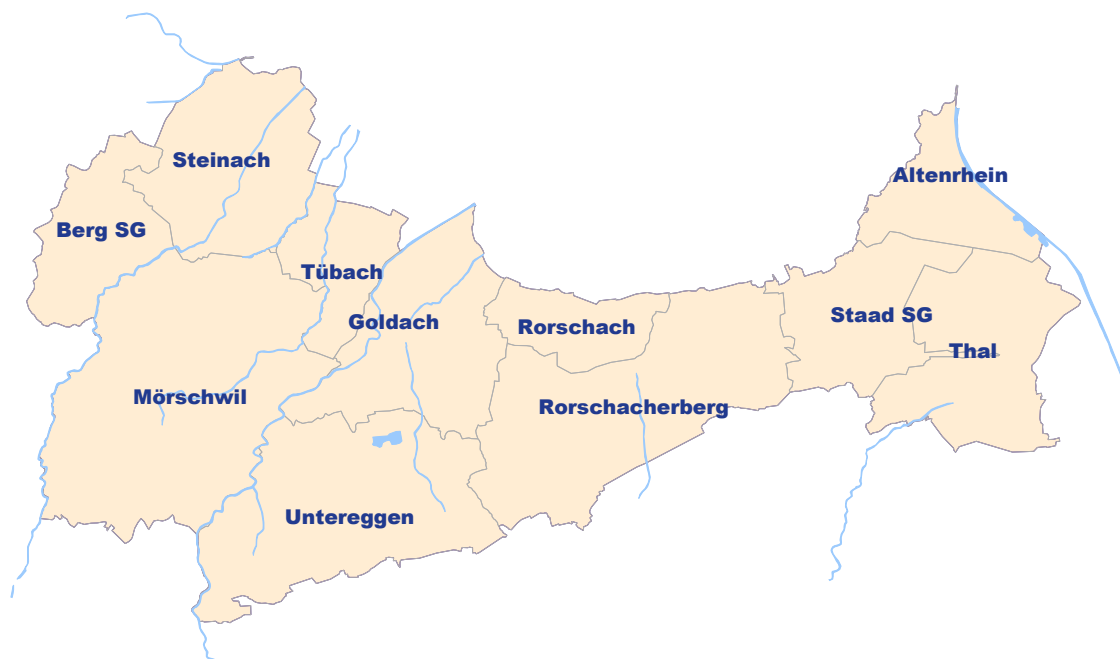 Steinach
Altenrhein
Berg SG
Tübach
Goldach
Rorschach
Staad SG
Thal
Mörschwil
Rorschacherberg
Untereggen